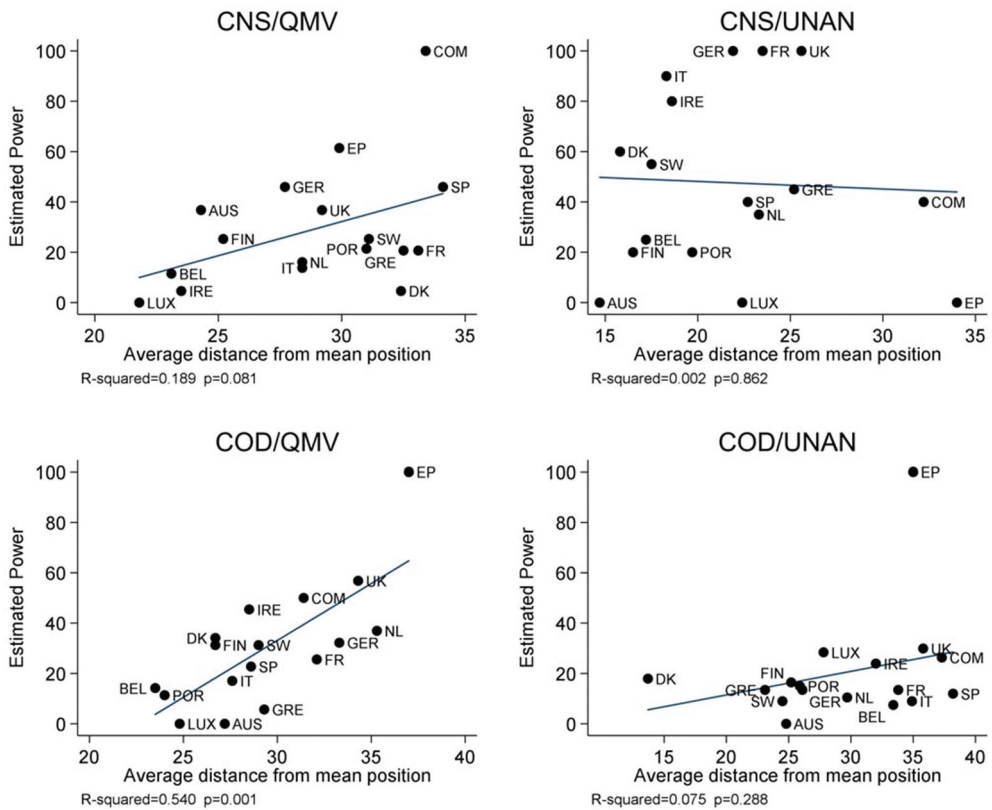 CNS/QMV
Estimated Power
100
80
60
40
20
0
COM
EP
GER
SP
AUS
UK
FIN
SW
POR
GRE
FR
IT
NL
BEL
IRE
DK
LUX
20 25 30 35
Average distance from mean position
R-squared=0.189 p=0.081
CNS/UNAN
Estimated Power
100
80
60
40
20
0
GER
FR
UK
IT
IRE
DK
SW
GRE
SP
COM
NL
BEL
FIN
POR
AUS
LUX
EP
15 20 25 30 35
Average distance from mean position
R-squared=0.002 p=0.862
COD/QMV
Estimated Power
100
80
60
40
20
0
EP
UK
COM
IRE
NL
DK
FIN
SW
GER
FR
SP
IT
BEL
POR
GRE
LUX
AUS
20 25 30 35 40
Average distance from mean position
R-squared=0.540 p=0.001
COD/UNAN
Estimated Power
100
80
60
40
20
0
EP
UK
LUX
COM
IRE
DK
FIN
POR
GRE
FR
SP
SW
GER
NL
IT
BEL
AUS
15 20 25 30 35 40
Average distance from mean position
R-squared=0.075 p=0.288